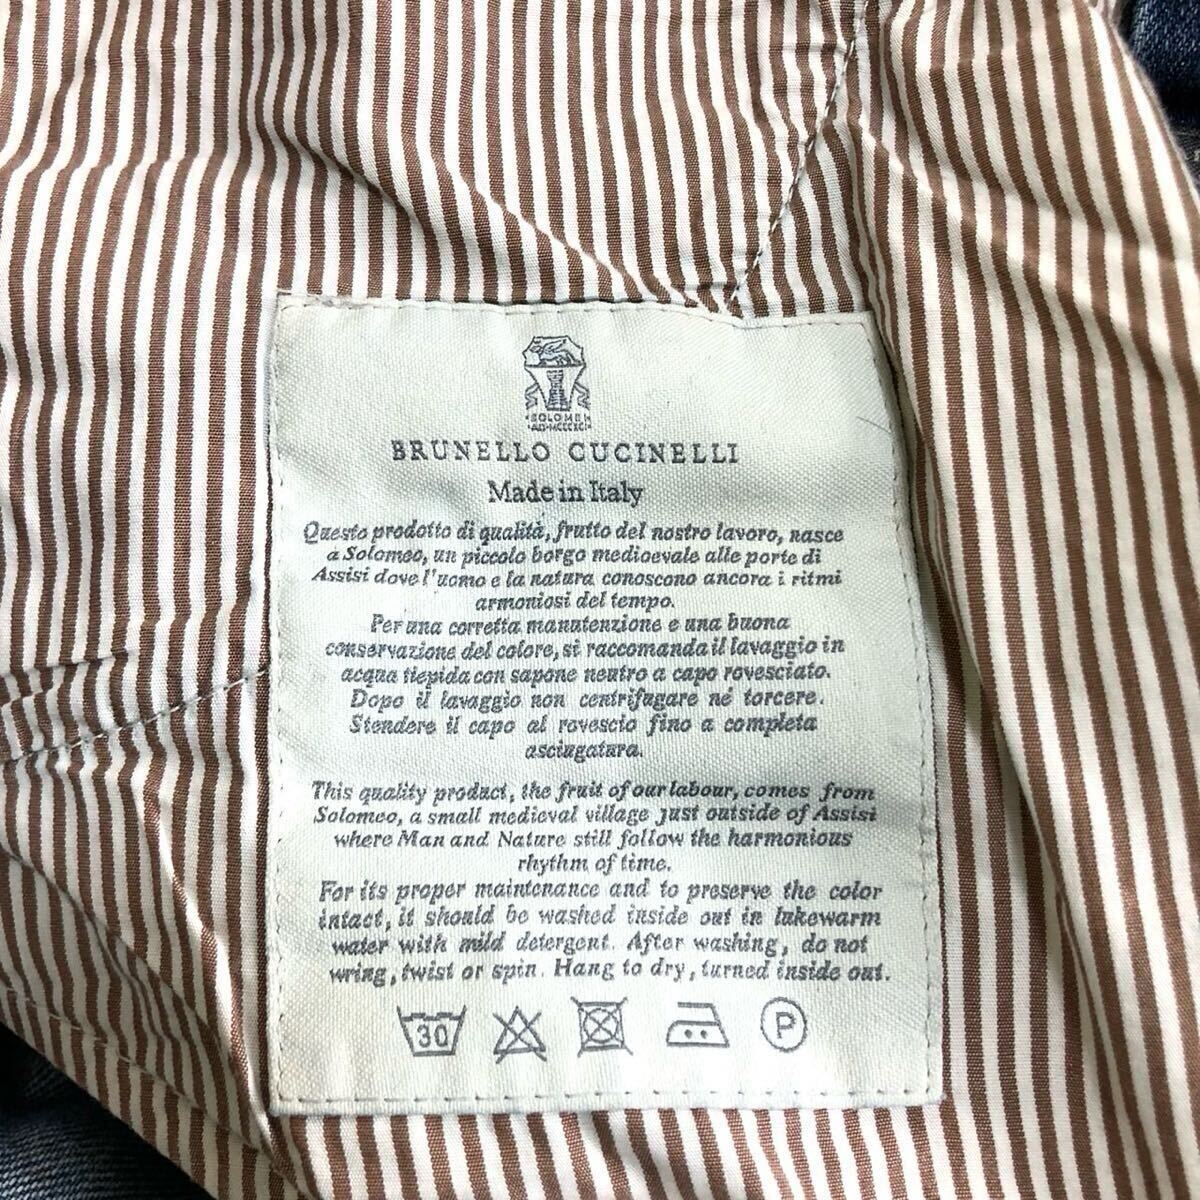 SOLOMEI
AD·MCCCXCI
BRUNELLO CUCINELLI
Made in Italy
Questo prodotto di qualità, frutto del nostro lavoro, nasce
a Solomeo, un piccolo borgo medioevale alle porte di
Assisi dove l'uomo e la natura conoscono ancora i ritmi
armoniosi del tempo.
Per una corretta manutenzione e una buona
conservazione del colore, si raccomanda il lavaggio in
acqua tiepida con sapone neutro a capo rovesciato.
Dopo il lavaggio non centrifugare né torcere.
Stendere il capo al rovescio fino a completa
asciugatura.
This quality product, the fruit of our labour, comes from
Solomeo, a small medieval village just outside of Assisi
where Man and Nature still follow the harmonious
rhythm of time.
For its proper maintenance and to preserve the color
intact, it should be washed inside out in lukewarm
water with mild detergent. After washing, do not
wring, twist or spin. Hang to dry, turned inside out.
30 P